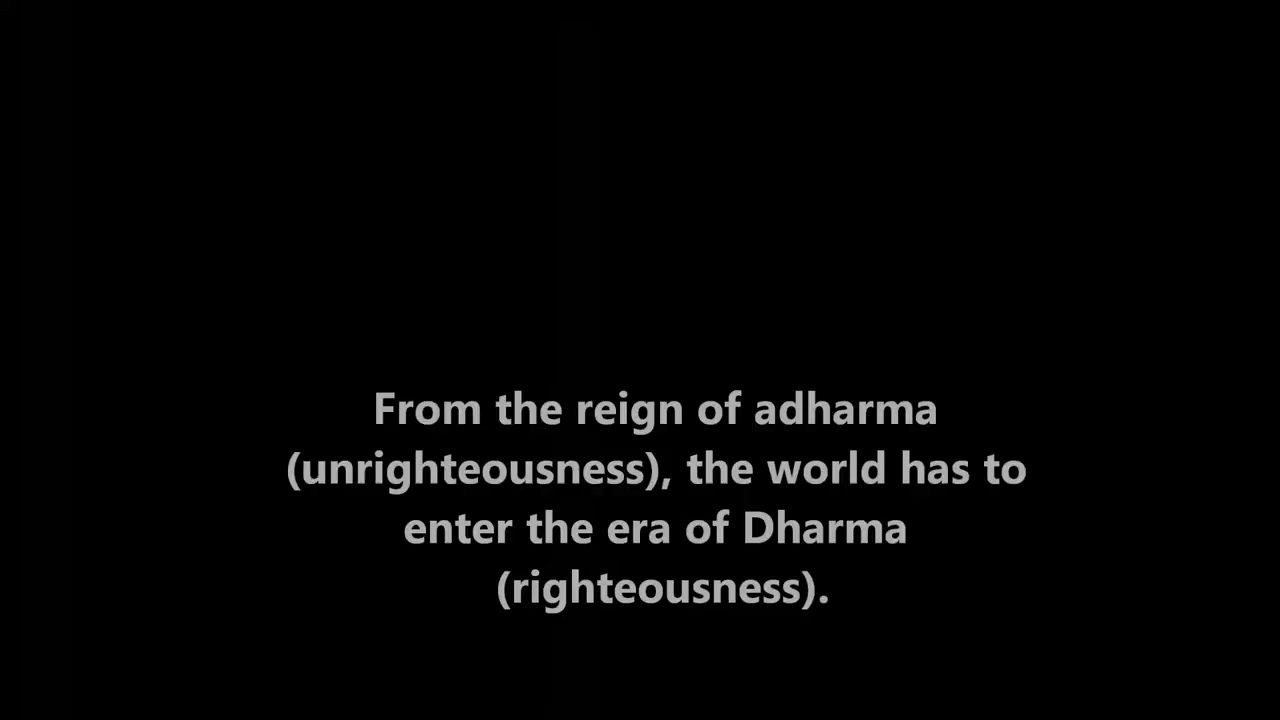 From the reign of adharma
(unrighteousness), the world has to
enter the era of Dharma
(righteousness).